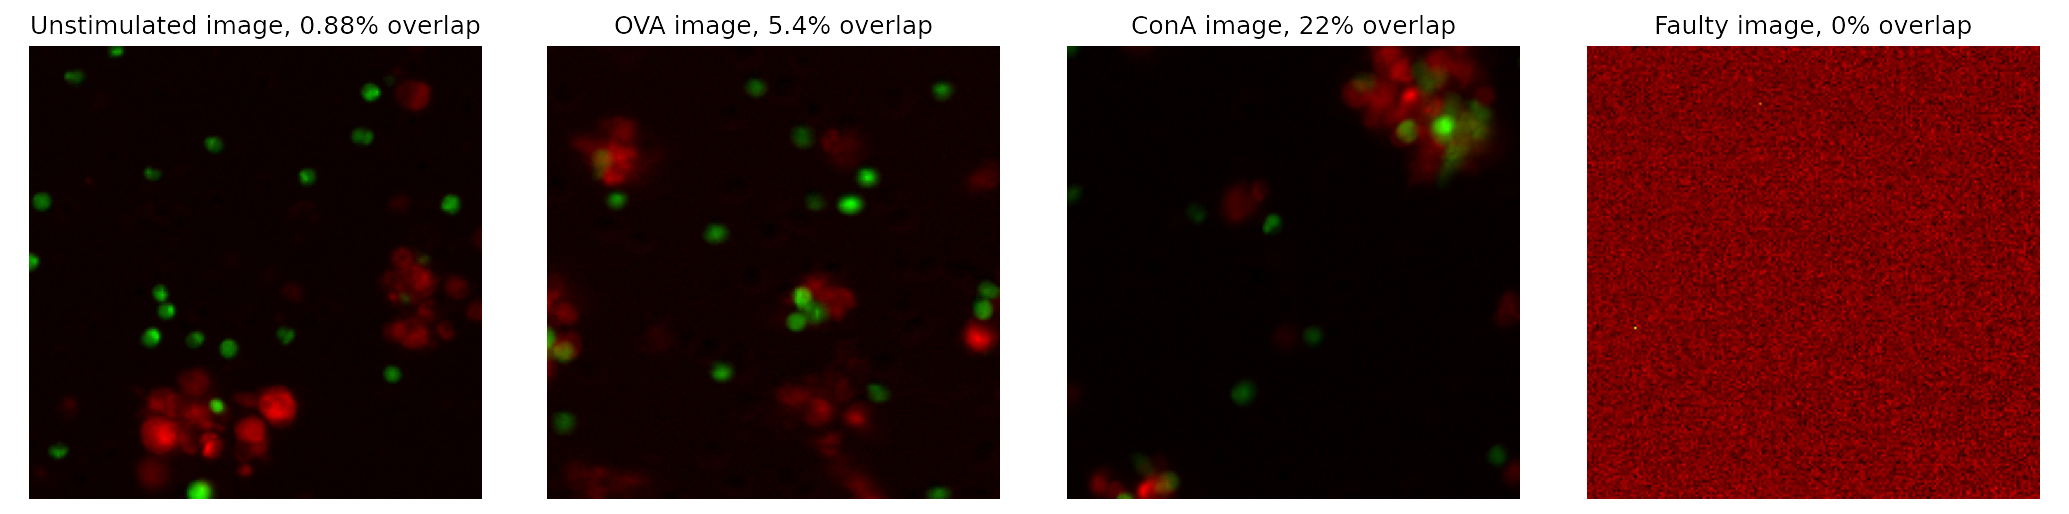 Unstimulated image, 0.88% overlap
OVA image, 5.4% overlap
ConA image, 22% overlap
Faulty image, 0% overlap